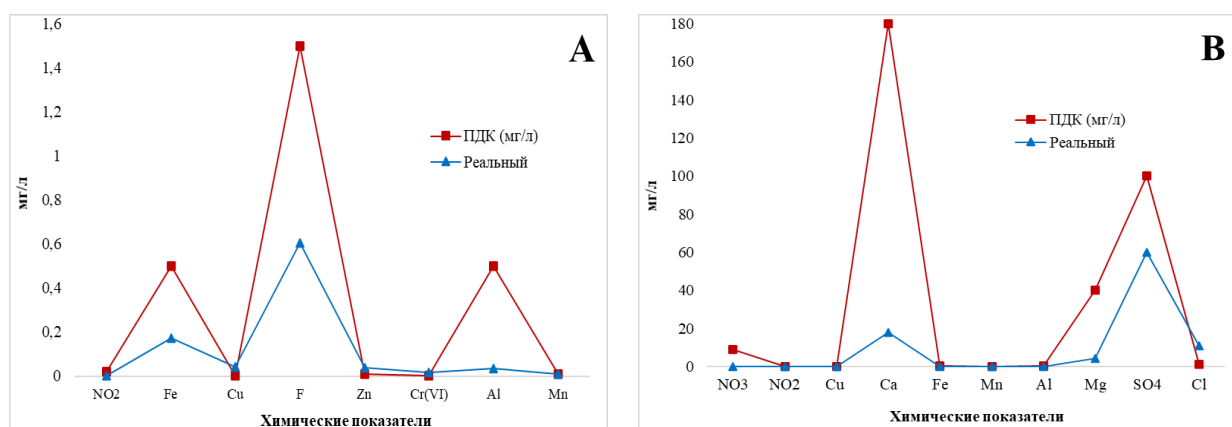 А
1,6
1,4
1,2
1
0,8
0,6
0,4
0,2
0
мг/л
ПДК (мг/л)
Реальный
NO2 Fe Cu F Zn Cr(VI) Al Mn
Химические показатели
В
180
160
140
120
100
80
60
40
20
0
мг/л
ПДК (мг/л)
Реальный
NO3 NO2 Cu Ca Fe Mn Al Mg SO4 Cl
Химические показатели